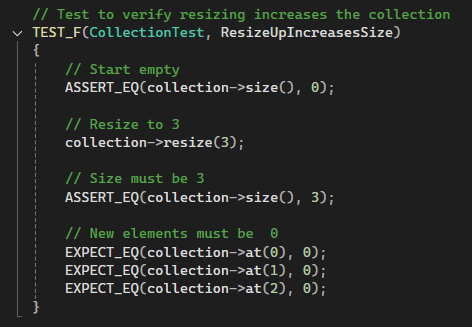 // Test to verify resizing increases the collection
TEST_F(CollectionTest, ResizeUpIncreasesSize)
{
// Start empty
ASSERT_EQ(collection->size(), 0);
// Resize to 3
collection->resize(3);
// Size must be 3
ASSERT_EQ(collection->size(), 3);
// New elements must be  0
EXPECT_EQ(collection->at(0), 0);
EXPECT_EQ(collection->at(1), 0);
EXPECT_EQ(collection->at(2), 0);
}